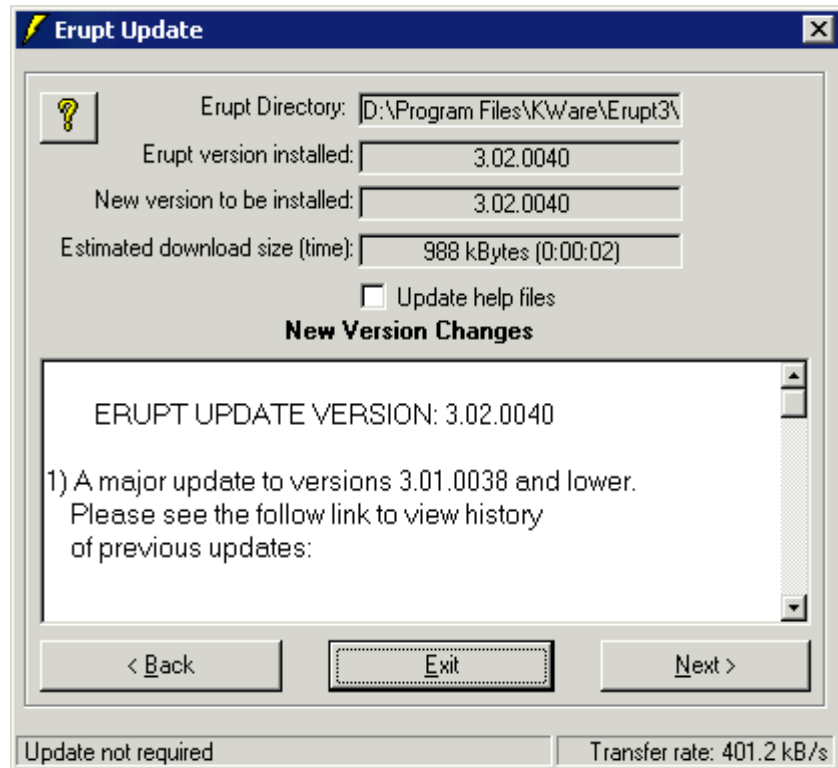 Erupt Update
Erupt Directory: D:\Program Files\KWare\Erupt3\
Erupt version installed: 3.02.0040
New version to be installed: 3.02.0040
Estimated download size (time): 988 kBytes (0:00:02)
Update help files
New Version Changes
ERUPT UPDATE VERSION: 3.02.0040
1) A major update to versions 3.01.0038 and lower.
Please see the follow link to view history
of previous updates:
< Back Exit Next >
Update not required Transfer rate: 401.2 kB/s